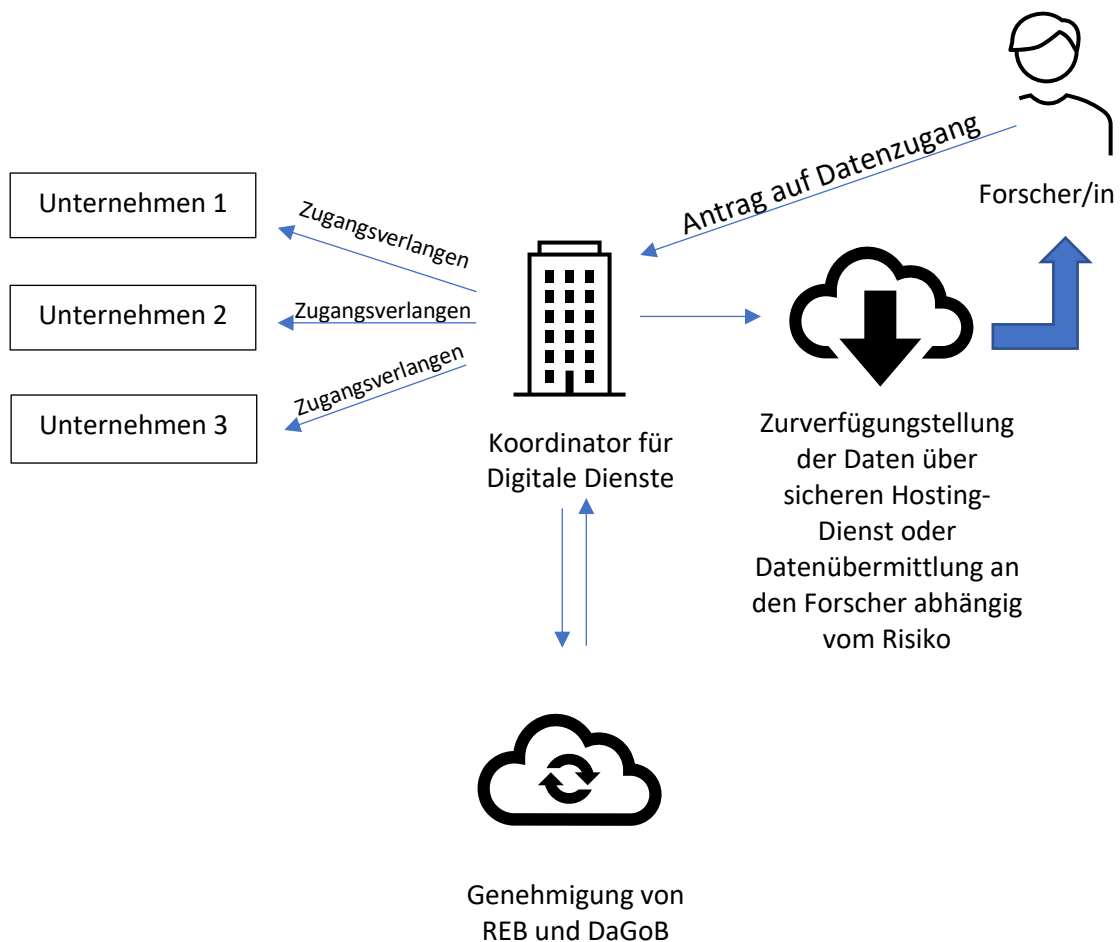 Antrag auf Datenzugang
Forscher/in
Unternehmen 1
Zugangsverlangen
Unternehmen 2
Zugangsverlangen
Unternehmen 3
Zugangsverlangen
Koordinator für
Digitale Dienste
Zurverfügungstellung
der Daten über
sicheren Hosting-
Dienst oder
Datenübermittlung an
den Forscher abhängig
vom Risiko
Genehmigung von
REB und DaGoB